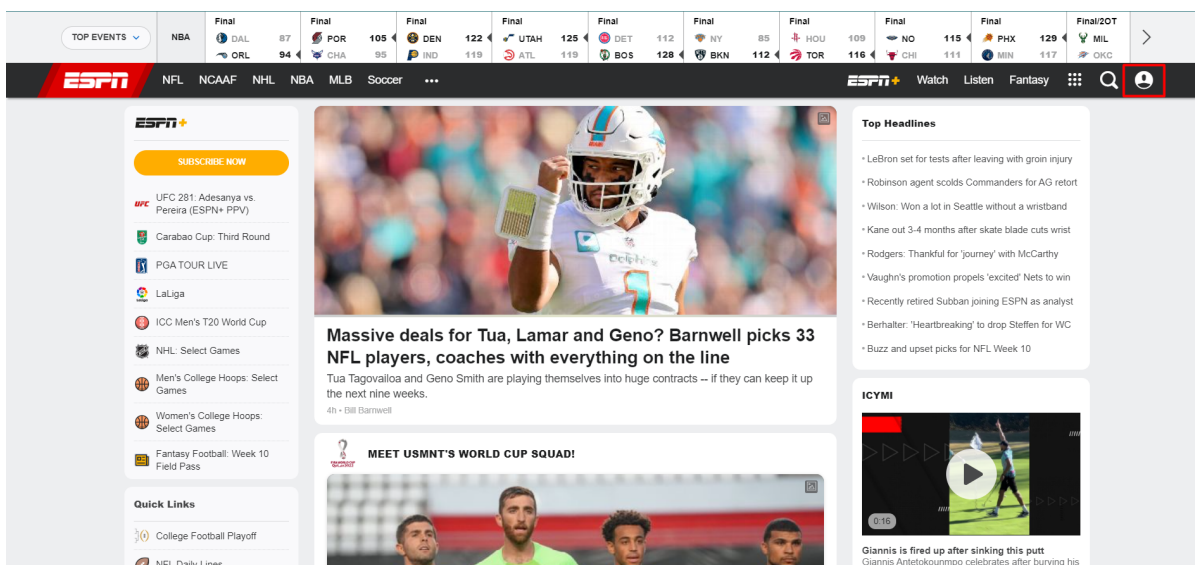 TOP EVENTS
NBA
Final
DAL 87
ORL 94
Final
POR 105
CHA 95
Final
DEN 122
IND 119
Final
UTAH 125
ATL 119
Final
DET 112
BOS 128
Final
NY 85
BKN 112
Final
HOU 109
TOR 116
Final
NO 115
CHI 111
Final
PHX 129
MIN 117
Final/2OT
MIL
OKC
ESPN NFL NCAAF NHL NBA MLB Soccer ••• ESPN+ Watch Listen Fantasy
ESPN+
SUBSCRIBE NOW
UFC UFC 281: Adesanya vs.
Pereira (ESPN+ PPV)
Carabao Cup: Third Round
PGA TOUR LIVE
LaLiga
ICC Men's T20 World Cup
NHL: Select Games
Men's College Hoops: Select
Games
Women's College Hoops:
Select Games
Fantasy Football: Week 10
Field Pass
Quick Links
College Football Playoff
NFL Daily Lines
Dolphins
Massive deals for Tua, Lamar and Geno? Barnwell picks 33
NFL players, coaches with everything on the line
Tua Tagovailoa and Geno Smith are playing themselves into huge contracts -- if they can keep it up
the next nine weeks.
4h • Bill Barnwell
MEET USMNT'S WORLD CUP SQUAD!
Top Headlines
• LeBron set for tests after leaving with groin injury
• Robinson agent scolds Commanders for AG retort
• Wilson: Won a lot in Seattle without a wristband
• Kane out 3-4 months after skate blade cuts wrist
• Rodgers: Thankful for 'journey' with McCarthy
• Vaughn's promotion propels 'excited' Nets to win
• Recently retired Subban joining ESPN as analyst
• Berhalter: 'Heartbreaking' to drop Steffen for WC
• Buzz and upset picks for NFL Week 10
ICYMI
0:16
Giannis is fired up after sinking this putt
Giannis Antetokounmpo celebrates after burying his